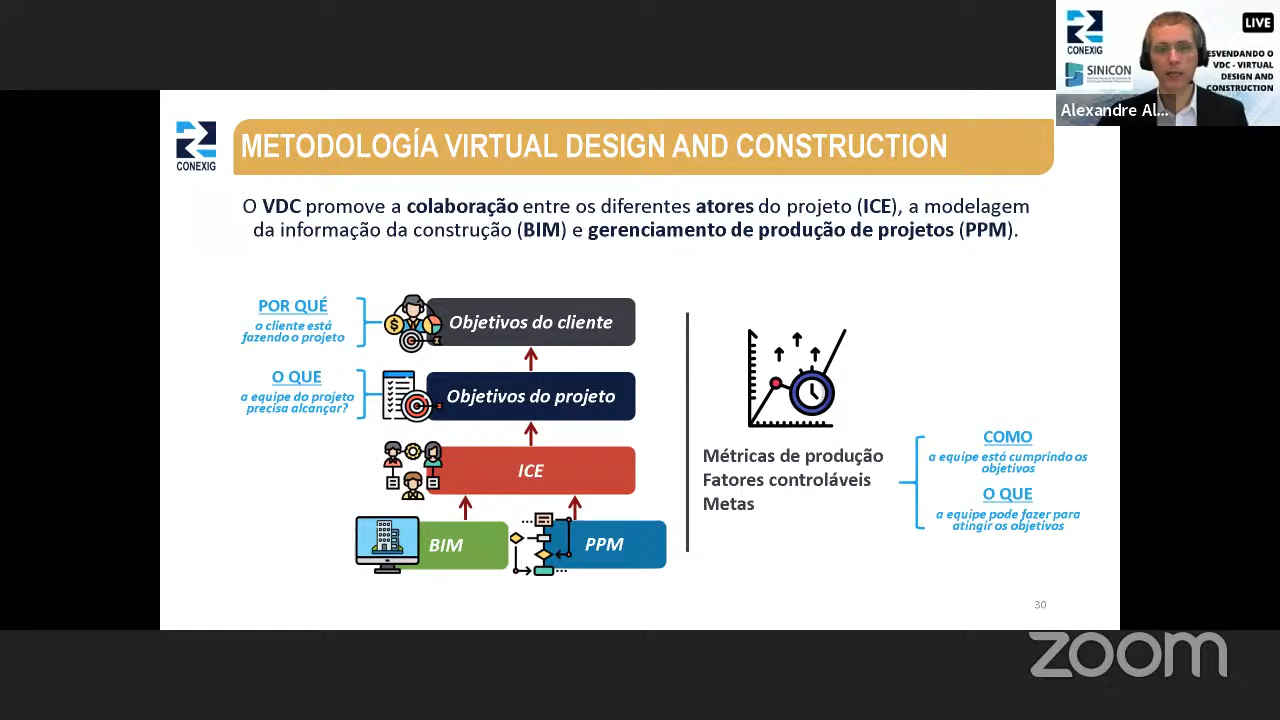 LIVE
CONEXIG
SINICON
ESVENDANDO O
VDC - VIRTUAL
DESIGN AND
CONSTRUCTION
Alexandre Al...
CONEXIG
METODOLOGÍA VIRTUAL DESIGN AND CONSTRUCTION
O VDC promove a colaboração entre os diferentes atores do projeto (ICE), a modelagem
da informação da construção (BIM) e gerenciamento de produção de projetos (PPM).
POR QUÉ
o cliente está
fazendo o projeto
Objetivos do cliente
O QUE
a equipe do projeto
precisa alcançar?
Objetivos do projeto
ICE
BIM
PPM
Métricas de produção
Fatores controláveis
Metas
COMO
a equipe está cumprindo os
objetivos
O QUE
a equipe pode fazer para
atingir os objetivos
30
zoom